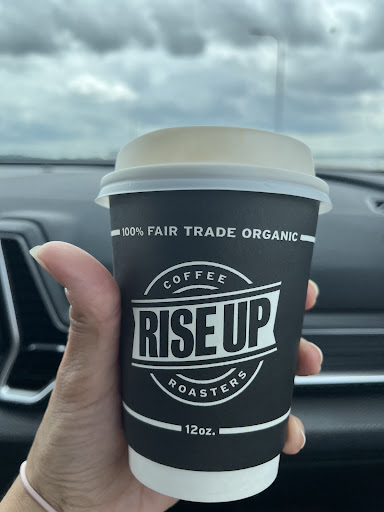 100% FAIR TRADE ORGANIC
COFFEE
RISE UP
ROASTERS
12oz.